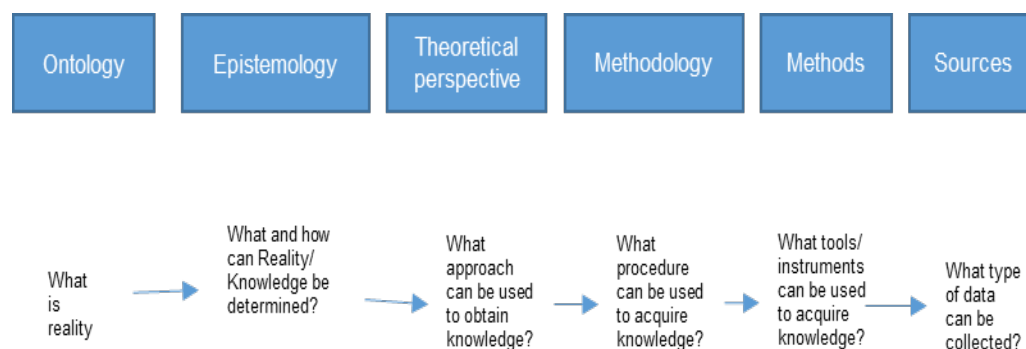 Ontology
Epistemology
Theoretical
perspective
Methodology
Methods
Sources
What
is
reality
What and how
can Reality/
Knowledge be
determined?
What
approach
can be used
to obtain
knowledge?
What
procedure
can be used
to acquire
knowledge?
What tools/
instruments
can be used
to acquire
knowledge?
What type
of data
can be
collected?